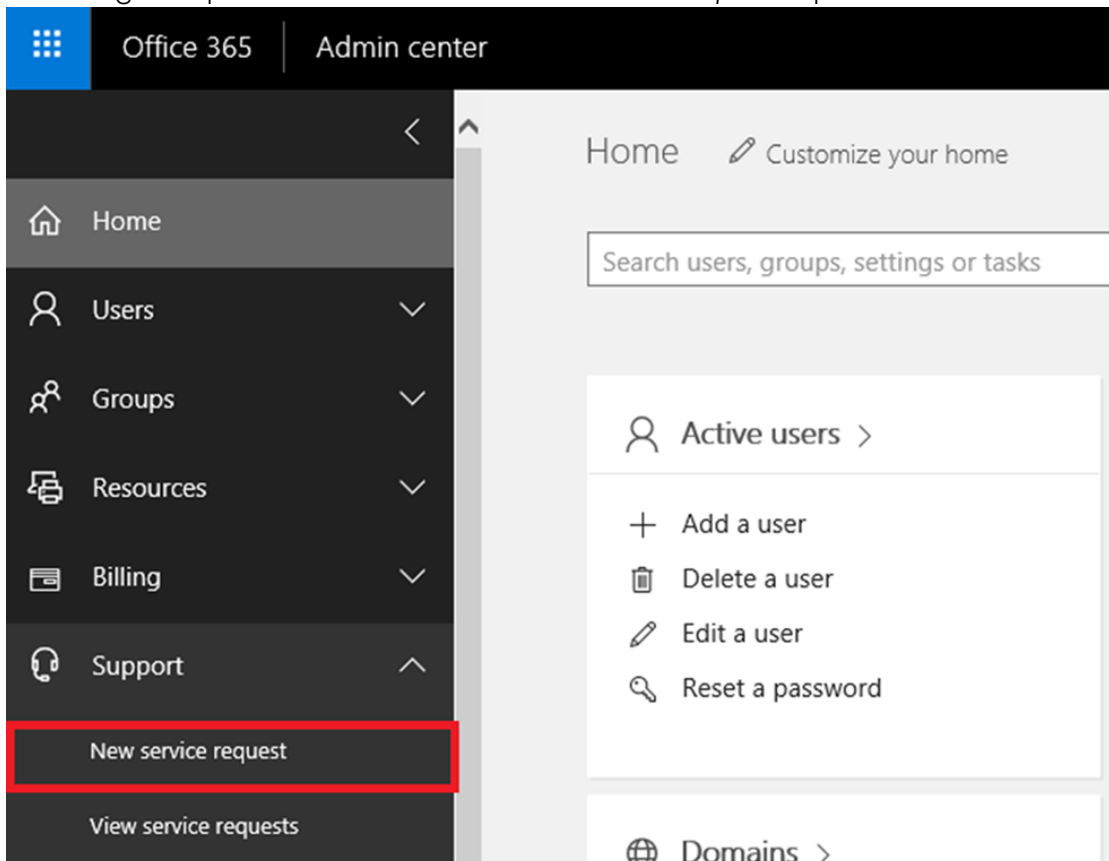 Office 365 Admin center
Home Customize your home
Home
Search users, groups, settings or tasks
Users
Groups
Active users >
Resources
Add a user
Billing
Delete a user
Edit a user
Support
Reset a password
New service request
View service requests
Domains >